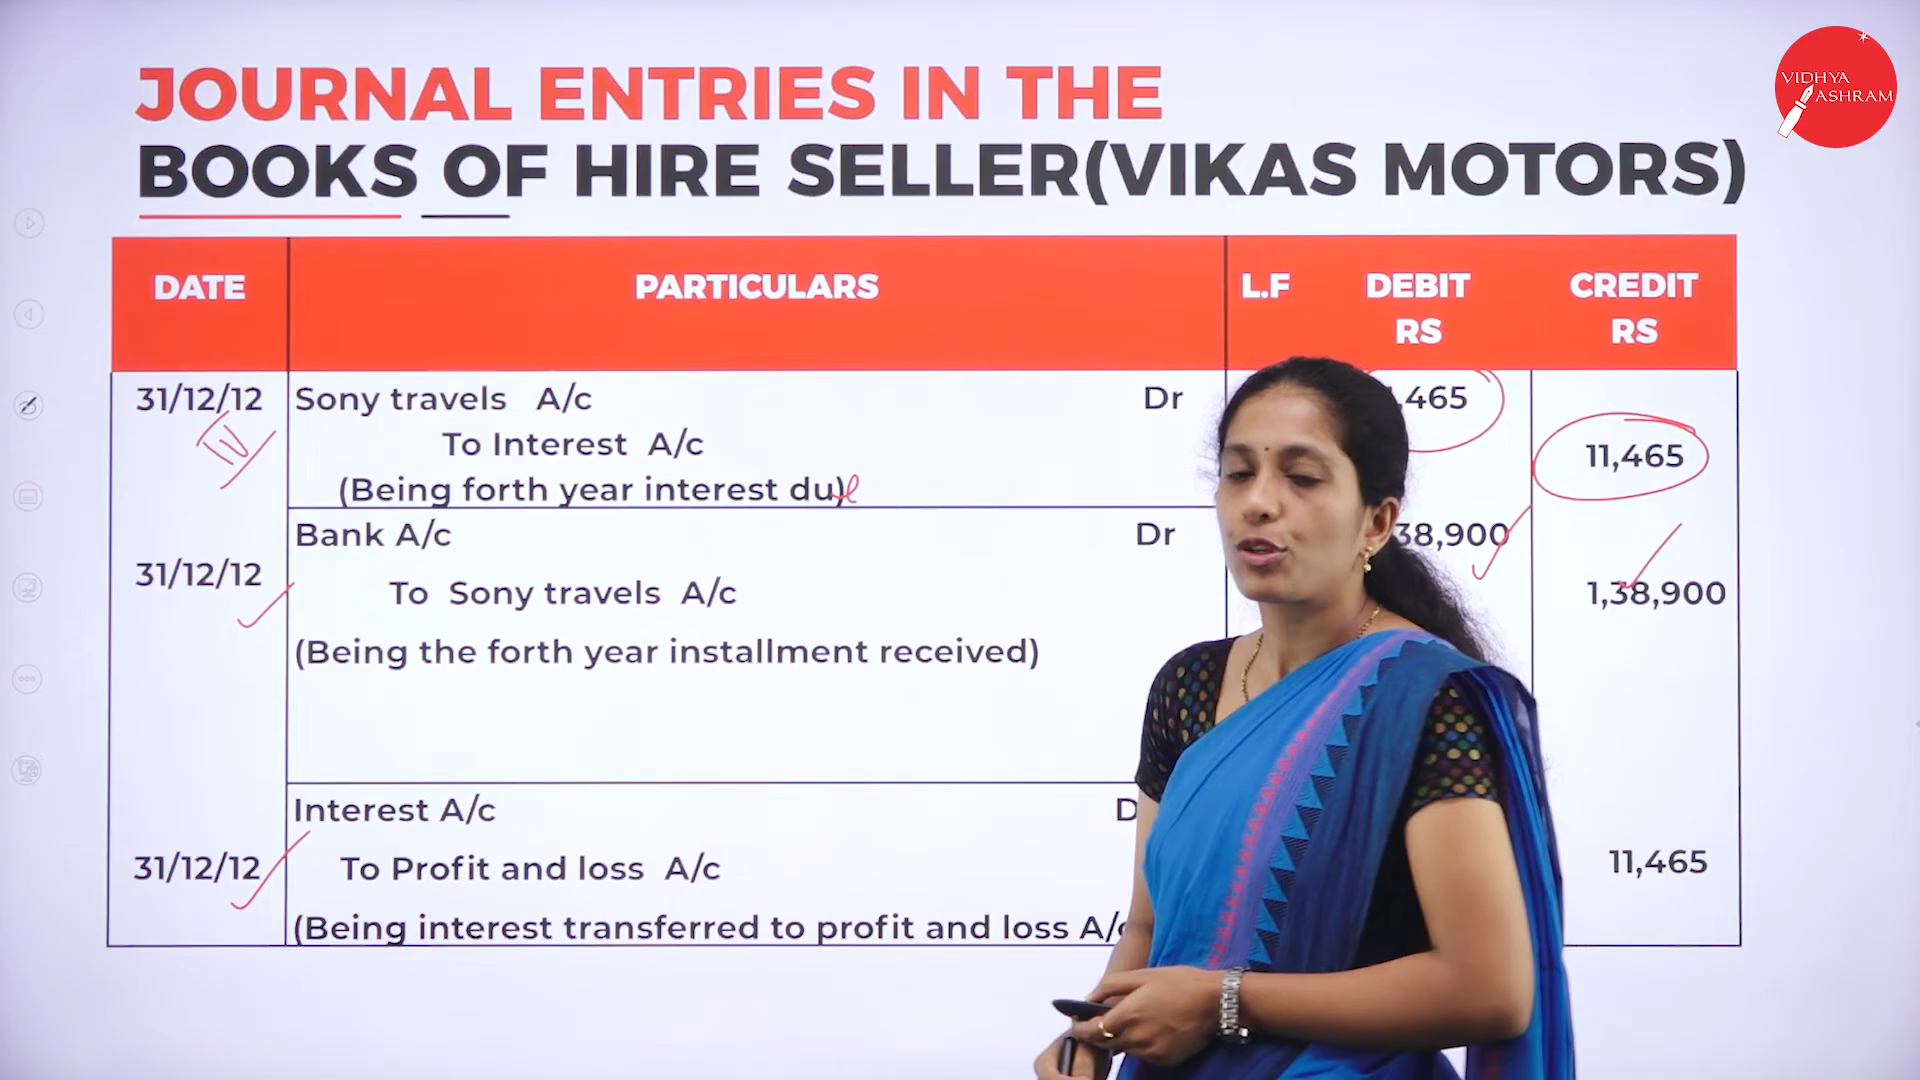 VIDHYA
ASHRAM
JOURNAL ENTRIES IN THE
BOOKS OF HIRE SELLER(VIKAS MOTORS)
DATE PARTICULARS L.F DEBIT RS CREDIT RS
31/12/12 Sony travels A/c Dr ,465
IV To Interest A/c 11,465
(Being forth year interest du)e
Bank A/c Dr 38,900
31/12/12 To Sony travels A/c 1,38,900
(Being the forth year installment received)
Interest A/c D
31/12/12 To Profit and loss A/c 11,465
(Being interest transferred to profit and loss A/c